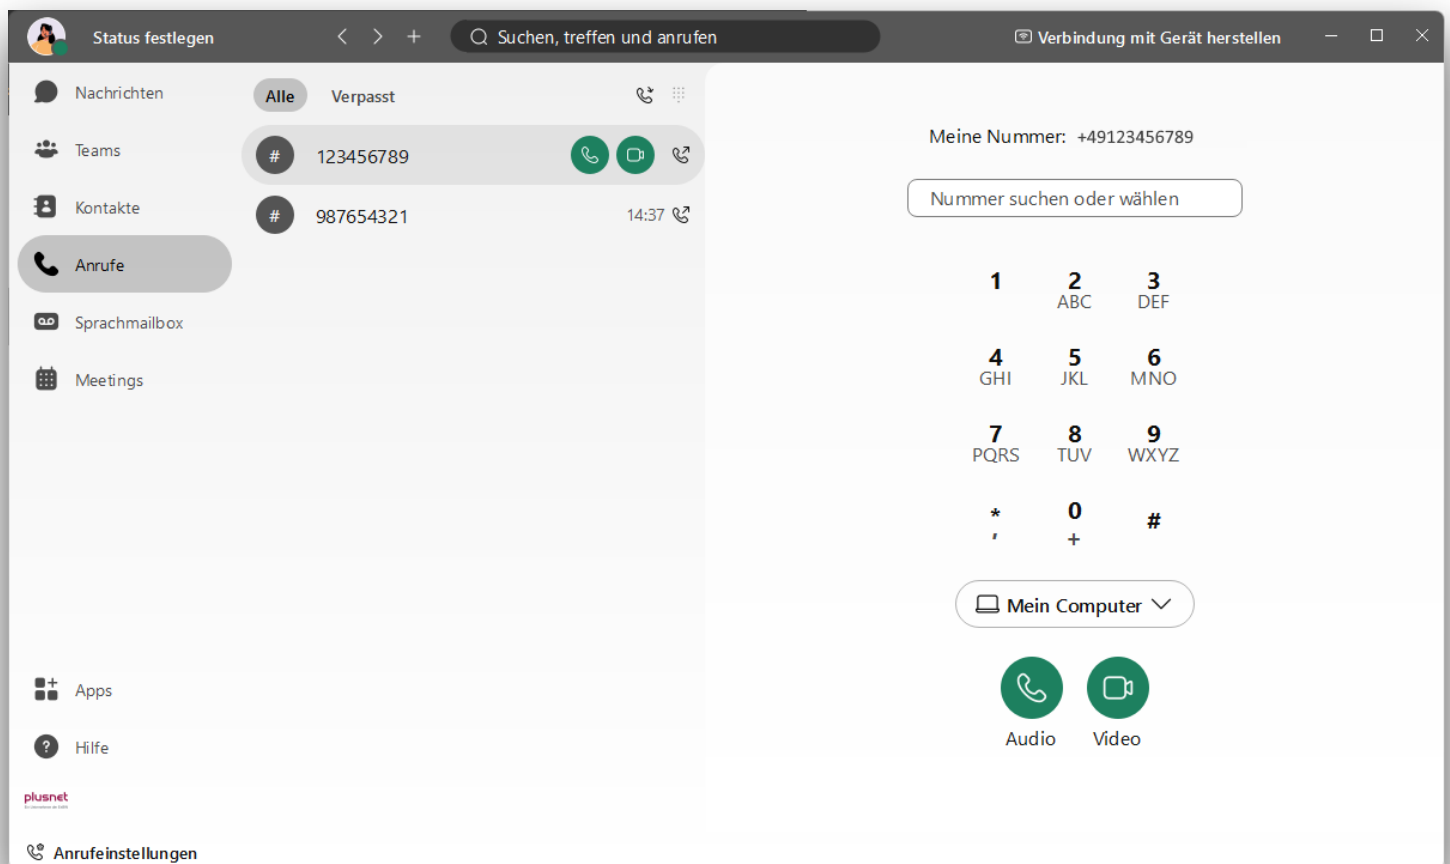 Status festlegen
Suchen, treffen und anrufen
Verbindung mit Gerät herstellen
Nachrichten
Teams
Kontakte
Anrufe
Sprachmailbox
Meetings
Apps
Hilfe
plusnet
Anrufeinstellungen
Alle Verpasst
# 123456789
# 987654321 14:37
Meine Nummer: +49123456789
Nummer suchen oder wählen
1 2 3
ABC DEF
4 5 6
GHI JKL MNO
7 8 9
PQRS TUV WXYZ
* 0 #
, +
Mein Computer
Audio Video